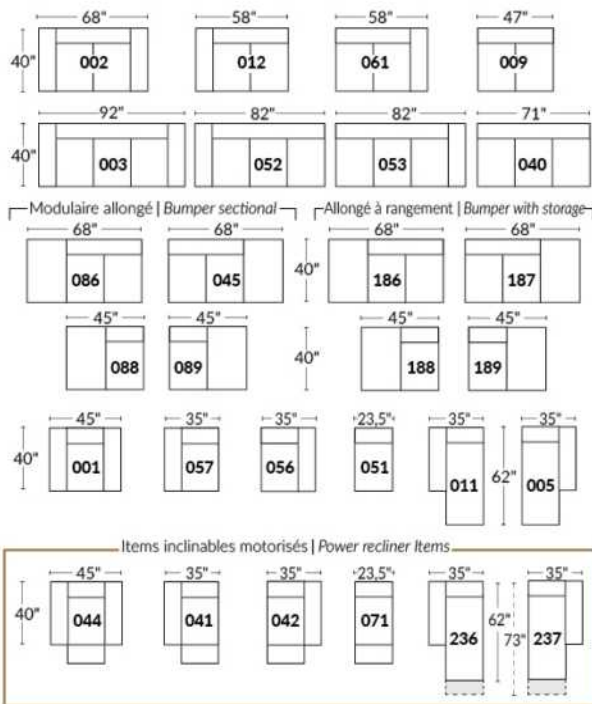 68" 58" 58" 47"
40" 002 012 061 009
92" 82" 82" 71"
40" 003 052 053 040
Modulaire allongé | Bumper sectional Allongé à rangement | Bumper with storage
68" 68" 68" 68"
086 045 40" 186 187
45" 45" 45" 45"
088 089 40" 188 189
45" 35" 35" 23,5" 35" 35"
40" 001 057 056 051 011 62" 005
Items inclinables motorisés | Power recliner Items
45" 35" 35" 23,5" 35" 35"
40" 044 041 042 071 236 62" 73" 237